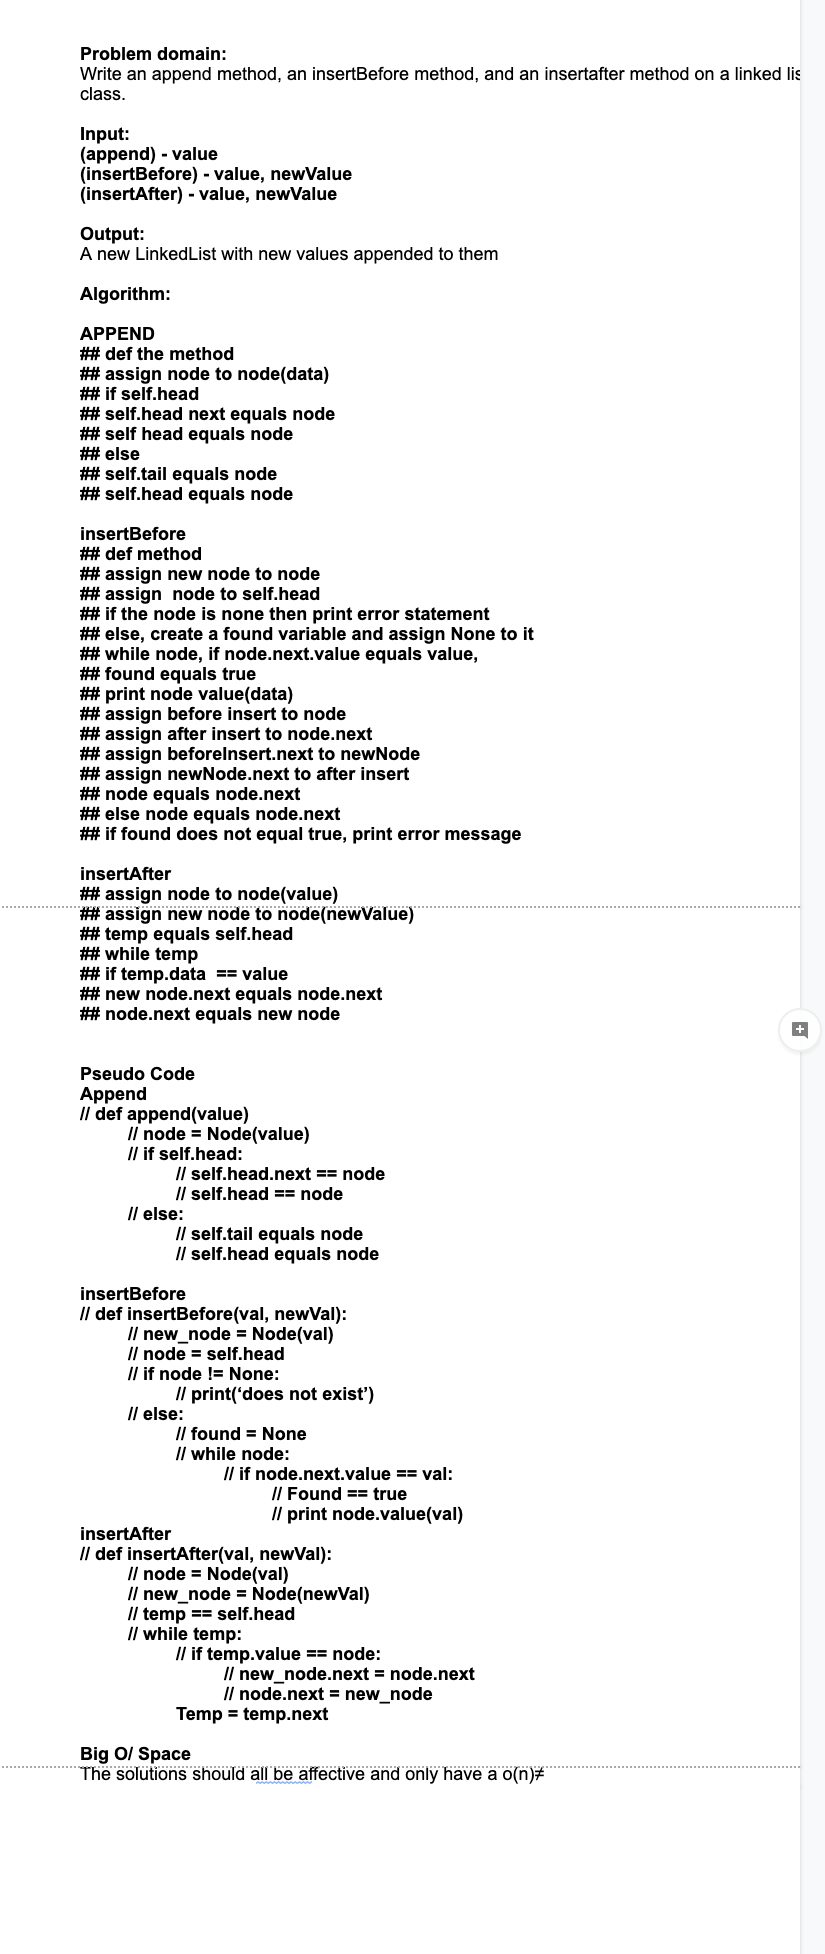 Problem domain:
Write an append method, an insertBefore method, and an insertafter method on a linked lis
class.
Input:
(append) - value
(insertBefore) - value, newValue
(insertAfter) - value, newValue
Output:
A new LinkedList with new values appended to them
Algorithm:
APPEND
## def the method
## assign node to node(data)
## if self.head
## self.head next equals node
## self head equals node
## else
## self.tail equals node
## self.head equals node
insertBefore
## def method
## assign new node to node
## assign  node to self.head
## if the node is none then print error statement
## else, create a found variable and assign None to it
## while node, if node.next.value equals value,
## found equals true
## print node value(data)
## assign before insert to node
## assign after insert to node.next
## assign beforeInsert.next to newNode
## assign newNode.next to after insert
## node equals node.next
## else node equals node.next
## if found does not equal true, print error message
insertAfter
## assign node to node(value)
## assign new node to node(newValue)
## temp equals self.head
## while temp
## if temp.data  == value
## new node.next equals node.next
## node.next equals new node
Pseudo Code
Append
// def append(value)
// node = Node(value)
// if self.head:
// self.head.next == node
// self.head == node
// else:
// self.tail equals node
// self.head equals node
insertBefore
// def insertBefore(val, newVal):
// new_node = Node(val)
// node = self.head
// if node != None:
// print(‘does not exist’)
// else:
// found = None
// while node:
// if node.next.value == val:
// Found == true
// print node.value(val)
insertAfter
// def insertAfter(val, newVal):
// node = Node(val)
// new_node = Node(newVal)
// temp == self.head
// while temp:
// if temp.value == node:
// new_node.next = node.next
// node.next = new_node
Temp = temp.next
Big O/ Space
The solutions should all be affective and only have a o(n)≠